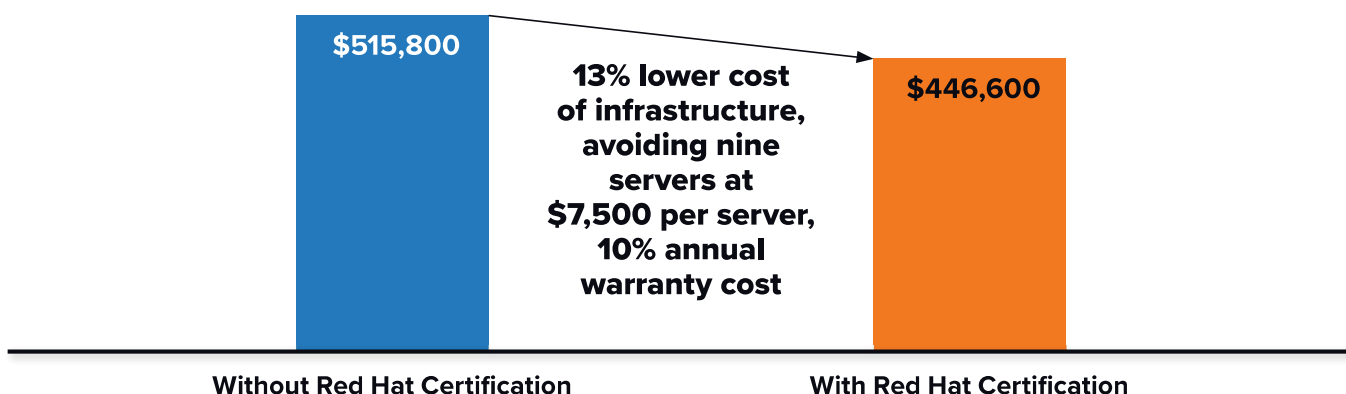 $515,800
13% lower cost
of infrastructure,
avoiding nine
servers at
$7,500 per server,
10% annual
warranty cost
$446,600
Without Red Hat Certification
With Red Hat Certification